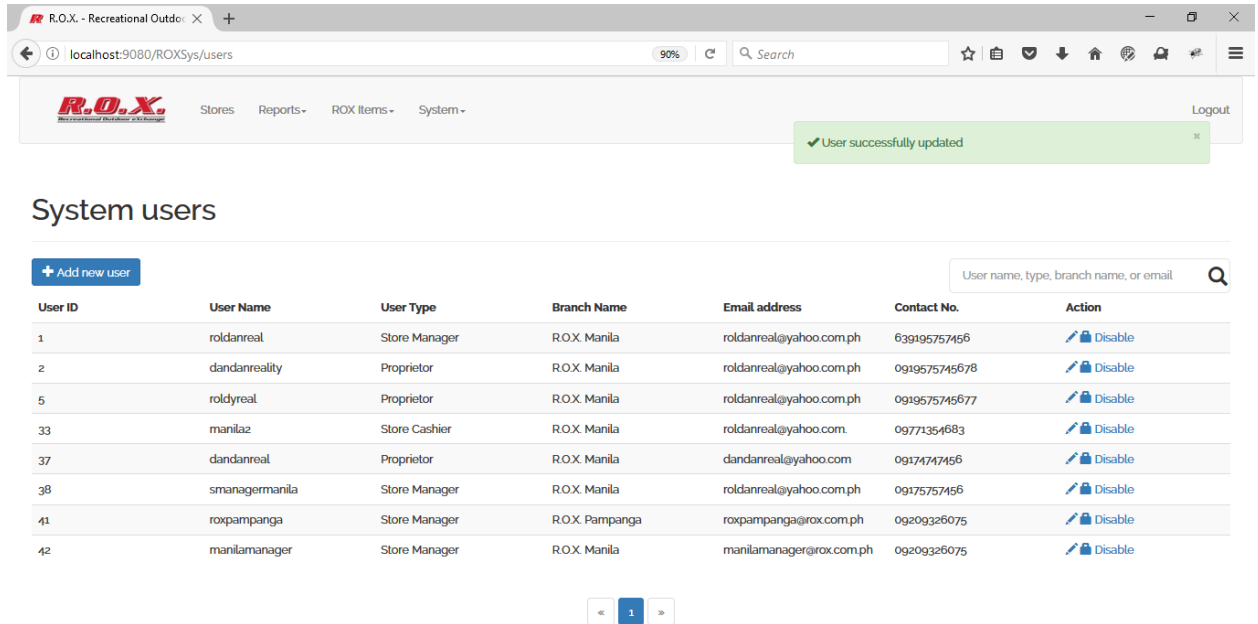 R.O.X. - Recreational Outdoo
localhost:9080/ROXSys/users 90% Search
R.O.X. Stores Reports ROX Items System Logout
Recreational Outdoor eXchange
User successfully updated ×
System users
Add new user User name, type, branch name, or email
User ID User Name User Type Branch Name Email address Contact No. Action
1 roldanreal Store Manager R.O.X. Manila roldanreal@yahoo.com.ph 639195757456 Disable
2 dandanreality Proprietor R.O.X. Manila roldanreal@yahoo.com.ph 0919575745678 Disable
5 roldyreal Proprietor R.O.X. Manila roldanreal@yahoo.com.ph 0919575745677 Disable
33 manila2 Store Cashier R.O.X. Manila roldanreal@yahoo.com. 09771354683 Disable
37 dandanreal Proprietor R.O.X. Manila dandanreal@yahoo.com 09174747456 Disable
38 smanagermanila Store Manager R.O.X. Manila roldanreal@yahoo.com.ph 09175757456 Disable
41 roxpampanga Store Manager R.O.X. Pampanga roxpampanga@rox.com.ph 09209326075 Disable
42 manilamanager Store Manager R.O.X. Manila manilamanager@rox.com.ph 09209326075 Disable
« 1 »